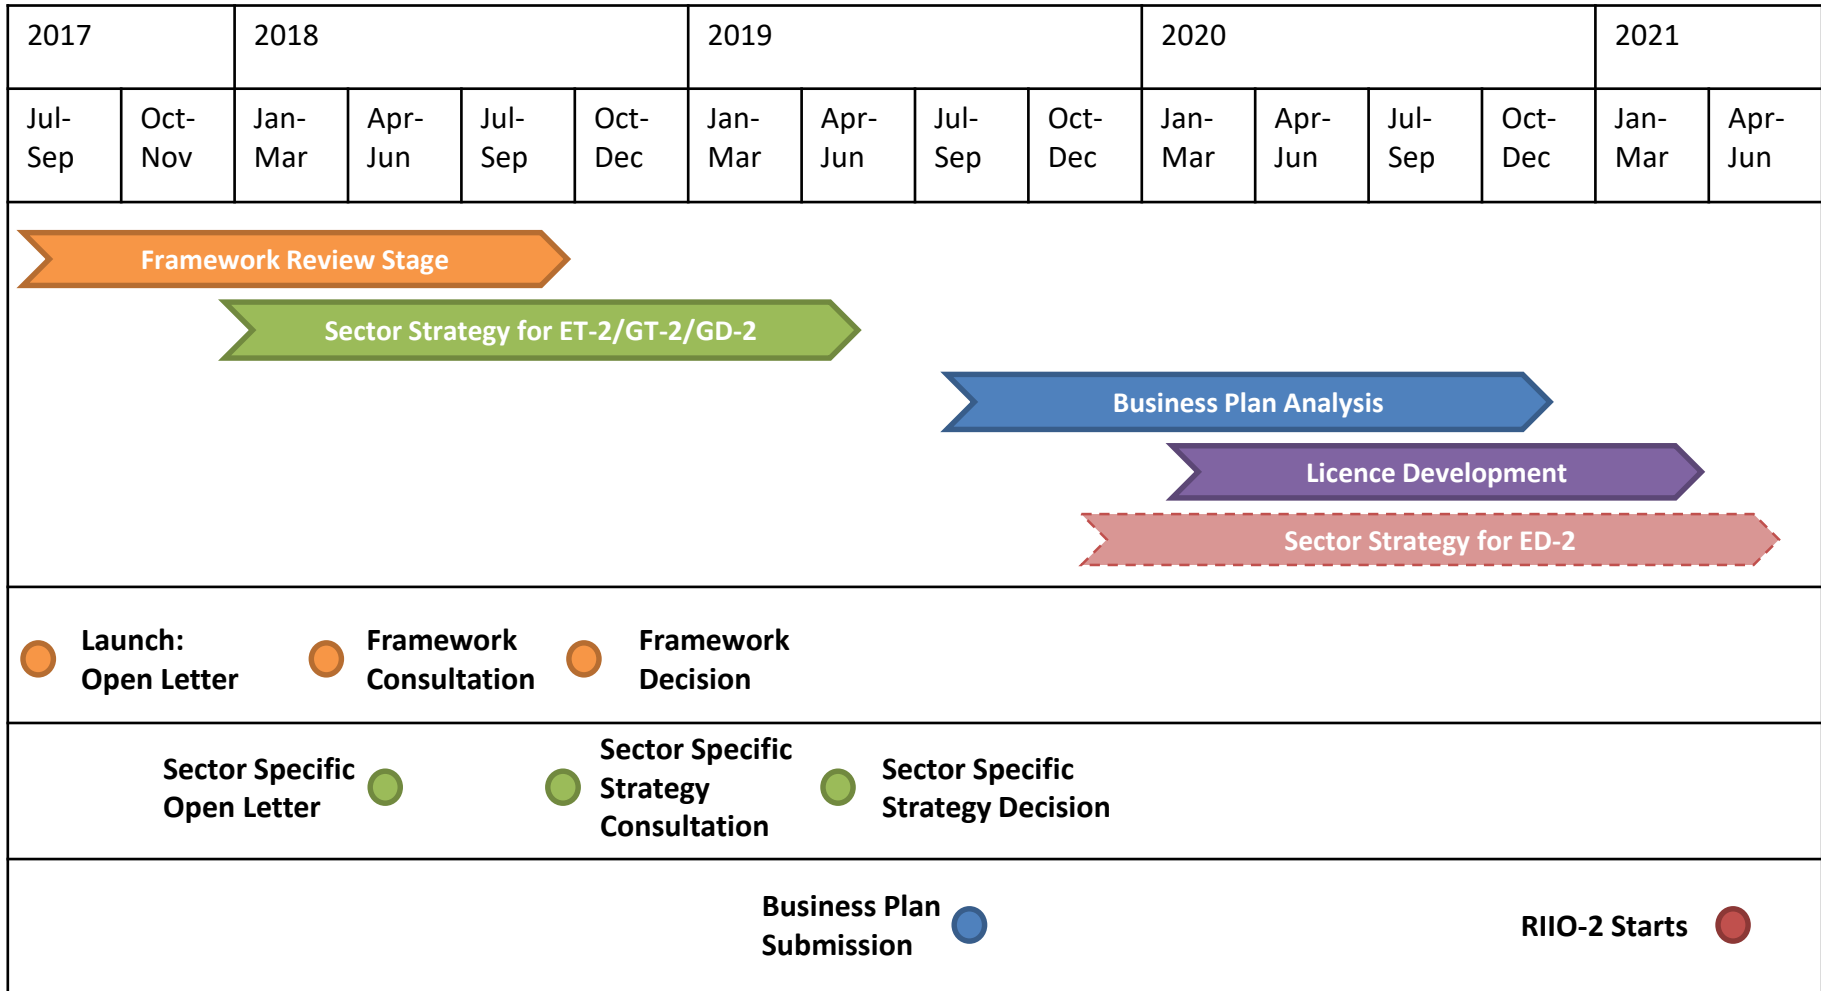 2017 2018 2019 2020 2021
Jul- Oct- Jan- Apr- Jul- Oct- Jan- Apr- Jul- Oct- Jan- Apr- Jul- Oct- Jan- Apr-
Sep Nov Mar Jun Sep Dec Mar Jun Sep Dec Mar Jun Sep Dec Mar Jun
Framework Review Stage
Sector Strategy for ET-2/GT-2/GD-2
Business Plan Analysis
Licence Development
Sector Strategy for ED-2
Launch:
Open Letter
Framework
Consultation
Framework
Decision
Sector Specific
Open Letter
Sector Specific
Strategy
Consultation
Sector Specific
Strategy Decision
Business Plan
Submission
RIIO-2 Starts